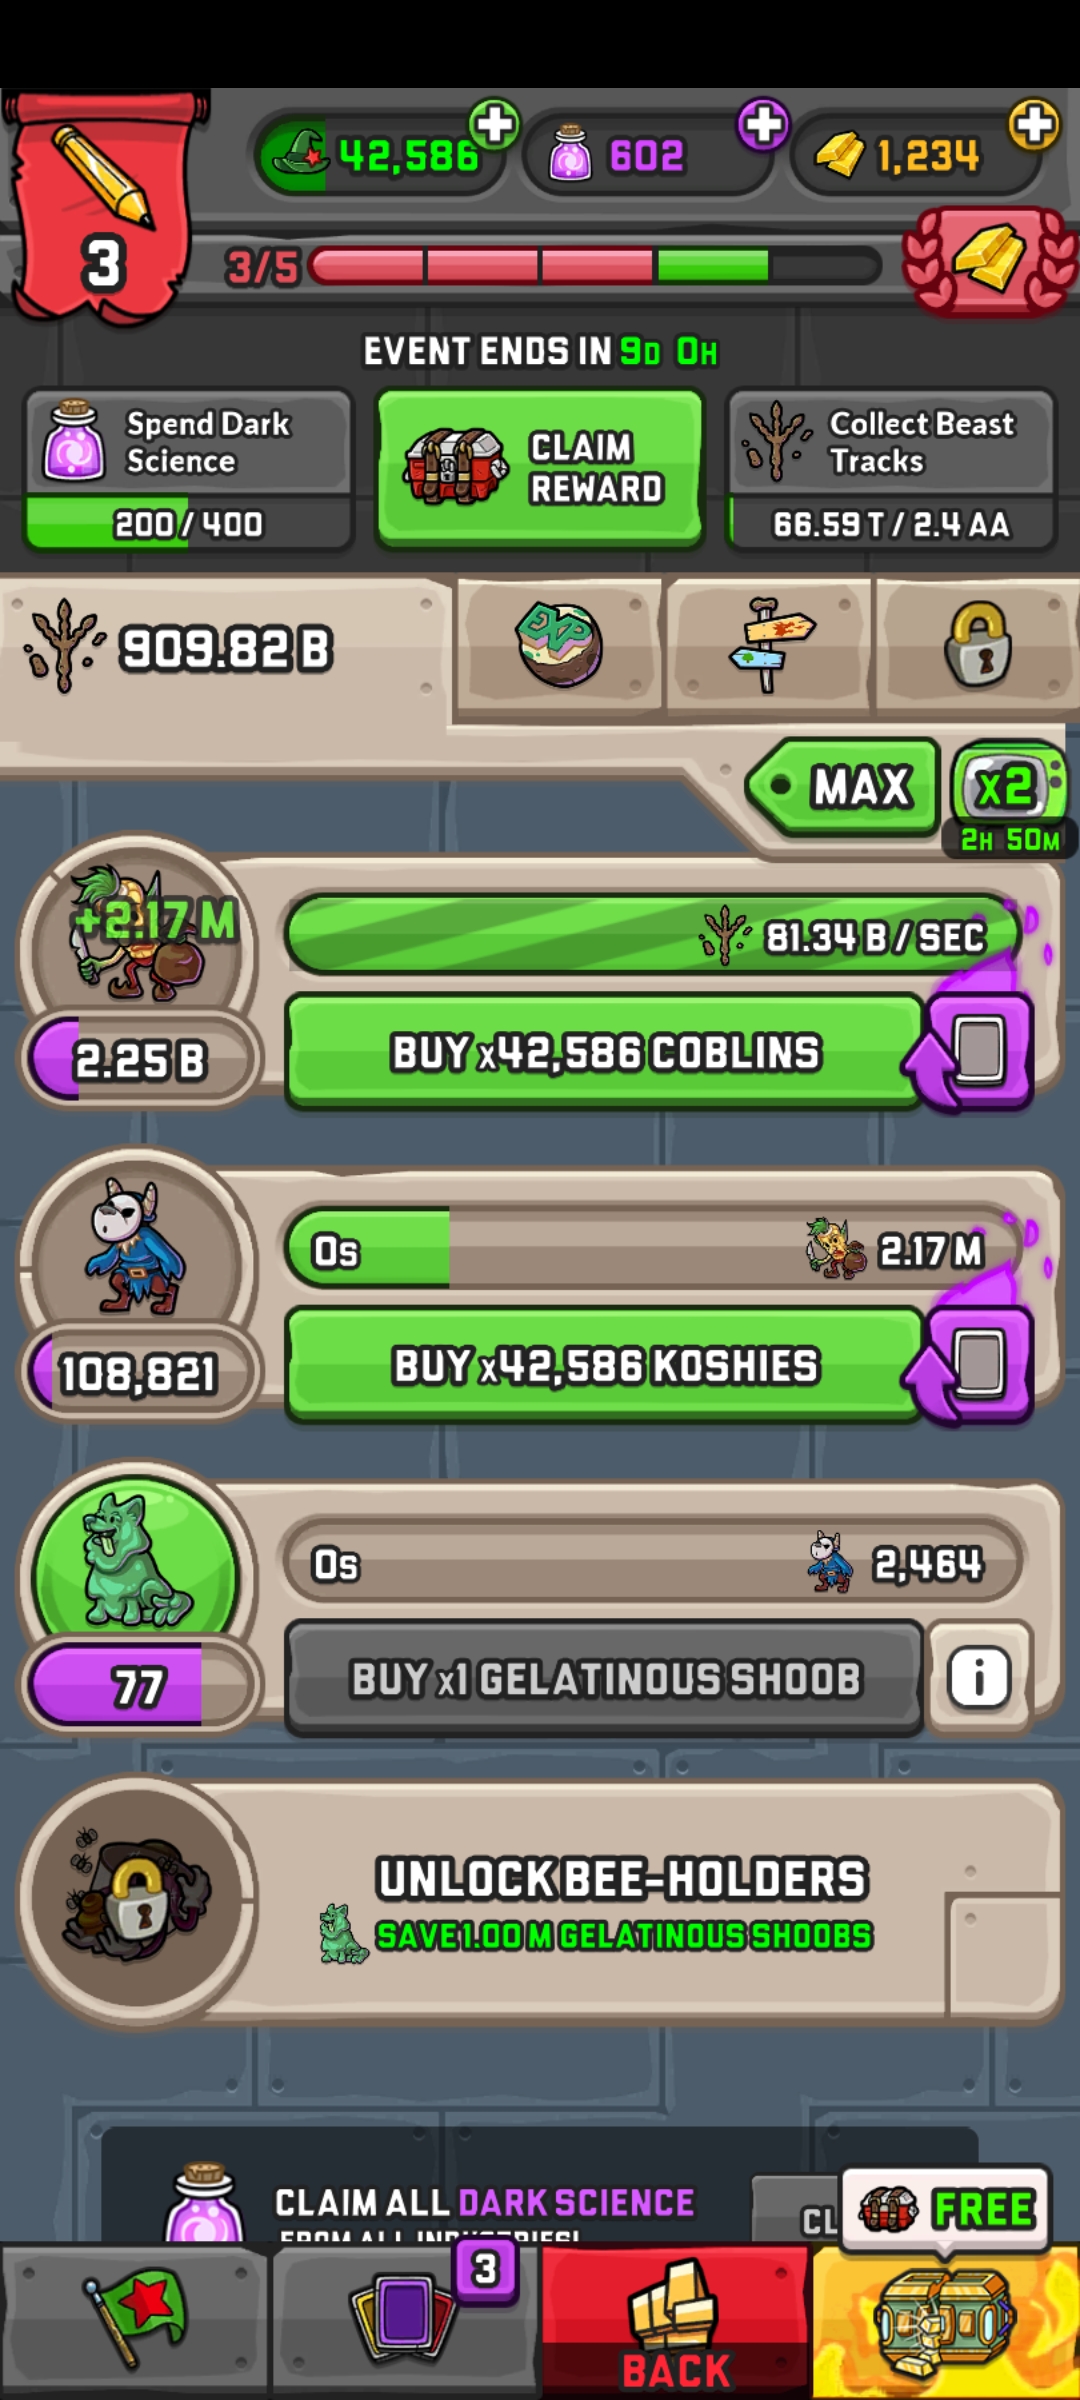 42,586
602
1,234
3
3/5
EVENT ENDS IN 9D 0H
Spend Dark
Science
200 / 400
CLAIM
REWARD
Collect Beast
Tracks
66.59 T / 2.4 AA
909.82 B
EXP
MAX
x2
2H 50M
+2.17 M
81.34 B / SEC
2.25 B
BUY x42,586 COBLINS
0s
2.17 M
108,821
BUY x42,586 KOSHIES
0s
2,464
77
BUY x1 GELATINOUS SHOOB
i
UNLOCK BEE-HOLDERS
SAVE 1.00 M GELATINOUS SHOOBS
CLAIM ALL DARK SCIENCE
FROM ALL INDUSTRIES!
CL
FREE
3
BACK